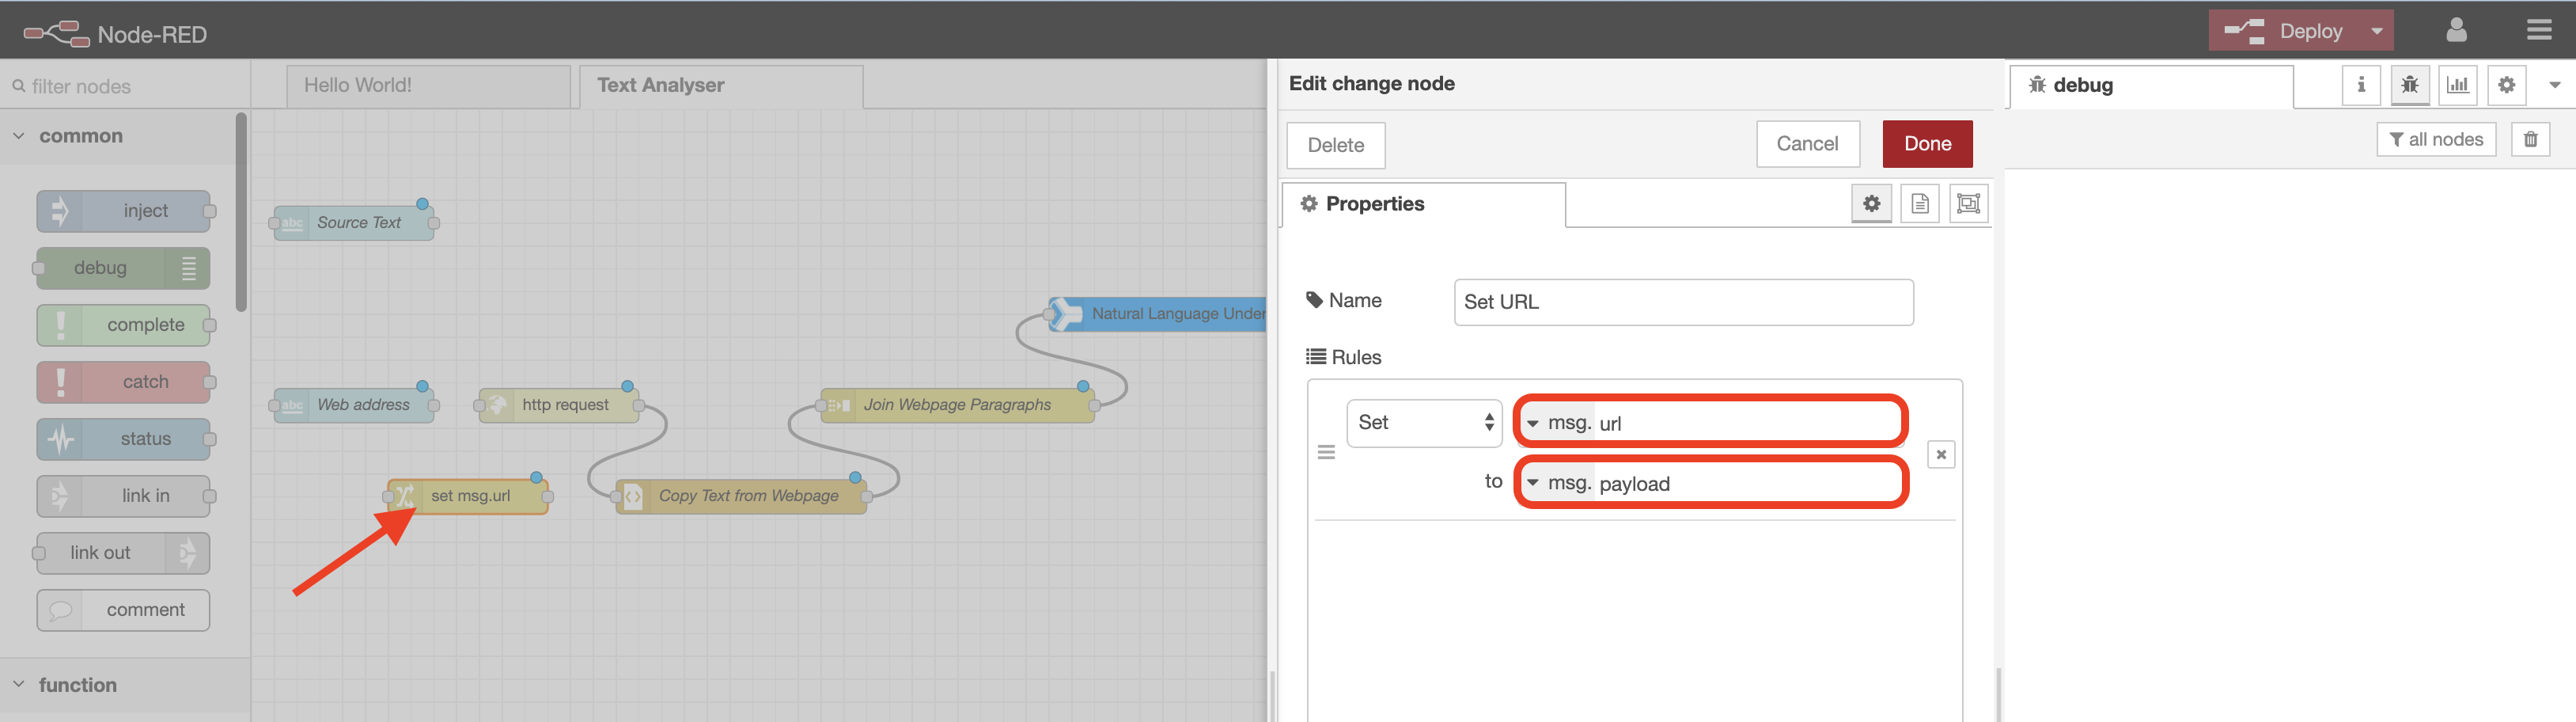 Node-RED
Deploy
filter nodes
common
inject
debug
complete
catch
status
link in
link out
comment
function
Hello World!
Text Analyser
abc Source Text
abc Web address
http request
set msg.url
Copy Text from Webpage
Join Webpage Paragraphs
Natural Language Under
Edit change node
Delete
Cancel
Done
Properties
Name
Set URL
Rules
Set
msg. url
to
msg. payload
debug
all nodes